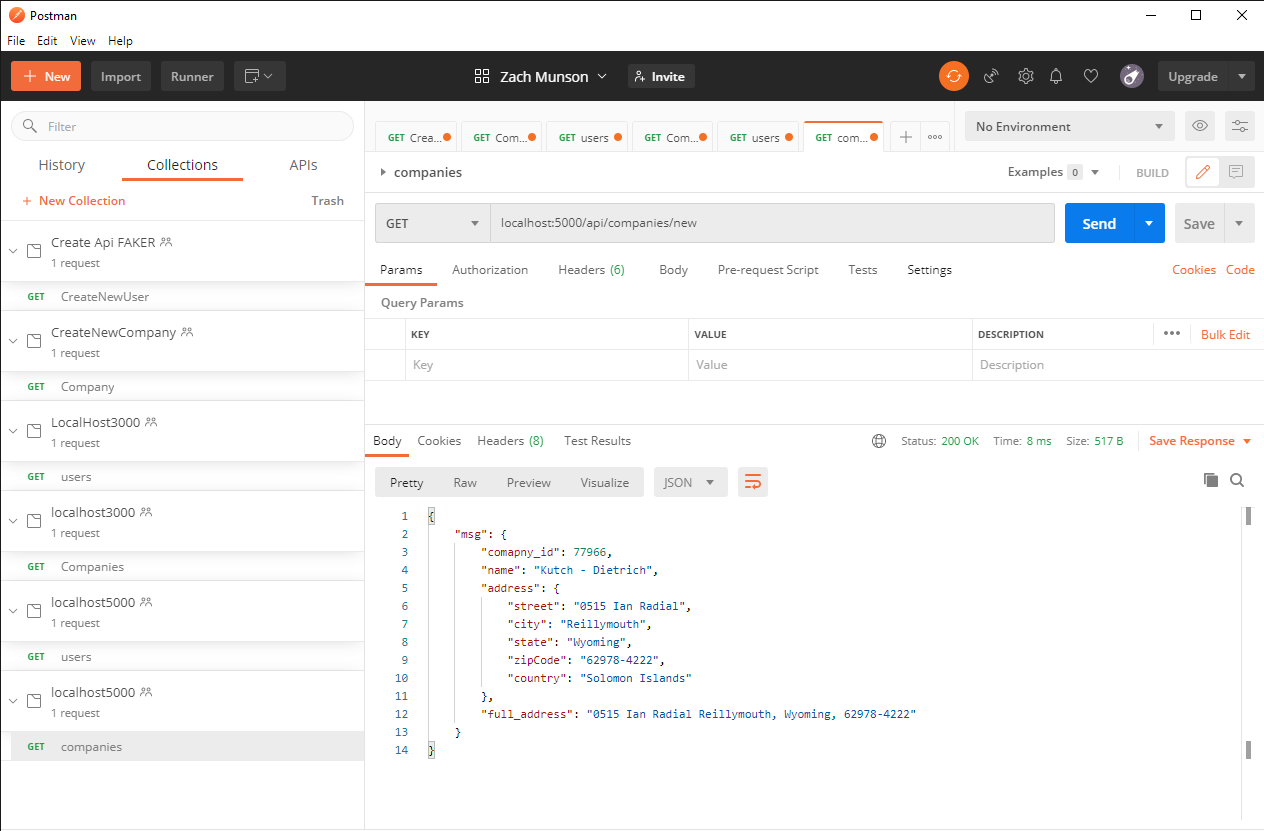 Postman
File Edit View Help
New Import Runner Zach Munson Invite Upgrade
Filter
History Collections APIs
New Collection Trash
Create Api FAKER
1 request
GET CreateNewUser
CreateNewCompany
1 request
GET Company
LocalHost3000
1 request
GET users
localhost3000
1 request
GET Companies
localhost5000
1 request
GET users
localhost5000
1 request
GET companies
GET Crea... GET Com... GET users GET Com... GET users GET com... No Environment
companies Examples 0 BUILD
GET localhost:5000/api/companies/new Send Save
Params Authorization Headers (6) Body Pre-request Script Tests Settings Cookies Code
Query Params
KEY VALUE DESCRIPTION Bulk Edit
Key Value Description
Body Cookies Headers (8) Test Results Status: 200 OK Time: 8 ms Size: 517 B Save Response
Pretty Raw Preview Visualize JSON
1 {
2 "msg": {
3 "comapny_id": 77966,
4 "name": "Kutch - Dietrich",
5 "address": {
6 "street": "0515 Ian Radial",
7 "city": "Reillymouth",
8 "state": "Wyoming",
9 "zipCode": "62978-4222",
10 "country": "Solomon Islands"
11 },
12 "full_address": "0515 Ian Radial Reillymouth, Wyoming, 62978-4222"
13 }
14 }